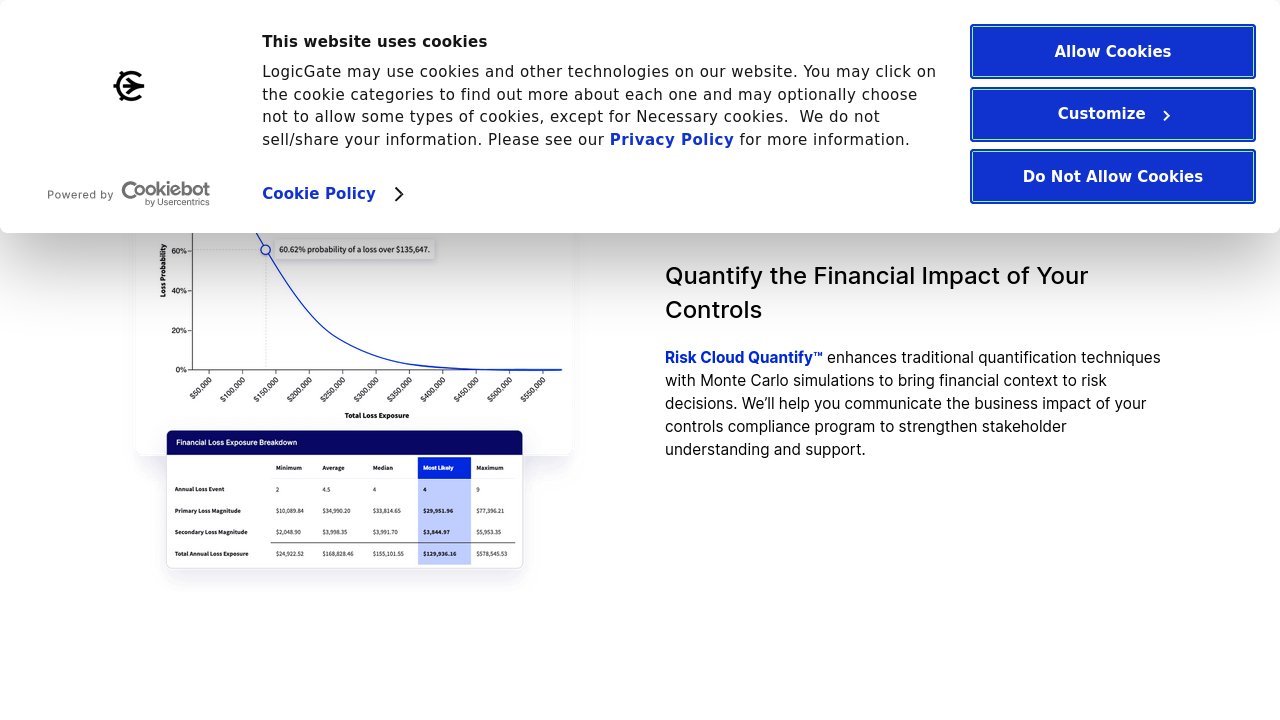 This website uses cookies
LogicGate may use cookies and other technologies on our website. You may click on
the cookie categories to find out more about each one and may optionally choose
not to allow some types of cookies, except for Necessary cookies.  We do not
sell/share your information. Please see our Privacy Policy for more information.
Cookie Policy
Powered by Cookiebot
by Usercentrics
Allow Cookies
Customize
Do Not Allow Cookies
Loss Probability
60%
40%
20%
0%
60.62% probability of a loss over $135,647.
$50,000 $100,000 $150,000 $200,000 $250,000 $300,000 $350,000 $400,000 $450,000 $500,000 $550,000
Total Loss Exposure
Financial Loss Exposure Breakdown
Minimum Average Median Most Likely Maximum
Annual Loss Event 2 4.5 4 4 9
Primary Loss Magnitude $10,089.84 $34,990.20 $33,814.65 $29,951.96 $77,396.21
Secondary Loss Magnitude $2,048.90 $3,998.35 $3,991.70 $3,844.97 $5,953.35
Total Annual Loss Exposure $24,922.52 $168,828.46 $155,101.55 $129,936.16 $578,545.53
Quantify the Financial Impact of Your
Controls
Risk Cloud Quantify™ enhances traditional quantification techniques
with Monte Carlo simulations to bring financial context to risk
decisions. We’ll help you communicate the business impact of your
controls compliance program to strengthen stakeholder
understanding and support.